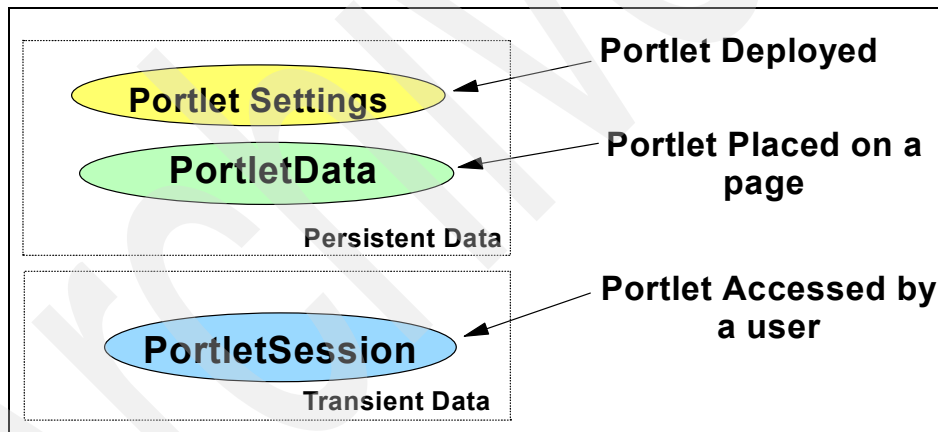 Portlet Settings
PortletData
Persistent Data
PortletSession
Transient Data
Portlet Deployed
Portlet Placed on a
page
Portlet Accessed by
a user